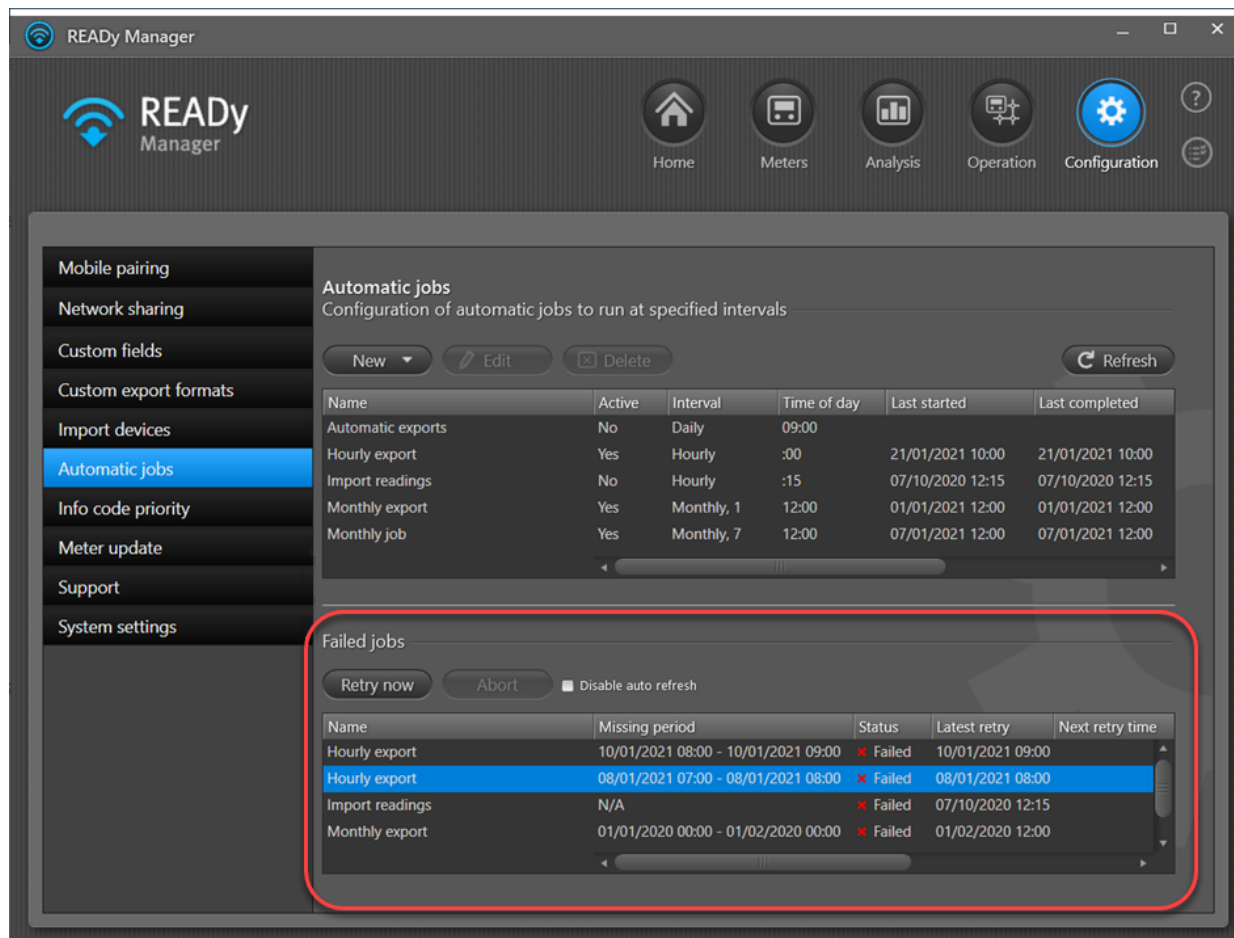 READy Manager
READy
Manager
Home
Meters
Analysis
Operation
Configuration
?
Mobile pairing
Network sharing
Custom fields
Custom export formats
Import devices
Automatic jobs
Info code priority
Meter update
Support
System settings
Automatic jobs
Configuration of automatic jobs to run at specified intervals
New Edit Delete Refresh
Name Active Interval Time of day Last started Last completed
Automatic exports No Daily 09:00
Hourly export Yes Hourly :00 21/01/2021 10:00 21/01/2021 10:00
Import readings No Hourly :15 07/10/2020 12:15 07/10/2020 12:15
Monthly export Yes Monthly, 1 12:00 01/01/2021 12:00 01/01/2021 12:00
Monthly job Yes Monthly, 7 12:00 07/01/2021 12:00 07/01/2021 12:00
Failed jobs
Retry now Abort Disable auto refresh
Name Missing period Status Latest retry Next retry time
Hourly export 10/01/2021 08:00 - 10/01/2021 09:00 Failed 10/01/2021 09:00
Hourly export 08/01/2021 07:00 - 08/01/2021 08:00 Failed 08/01/2021 08:00
Import readings N/A Failed 07/10/2020 12:15
Monthly export 01/01/2020 00:00 - 01/02/2020 00:00 Failed 01/02/2020 12:00